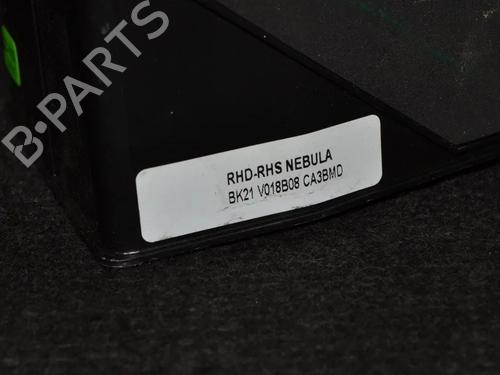 B-PARTS
RHD-RHS NEBULA
BK21 V018B08 CA3BMD